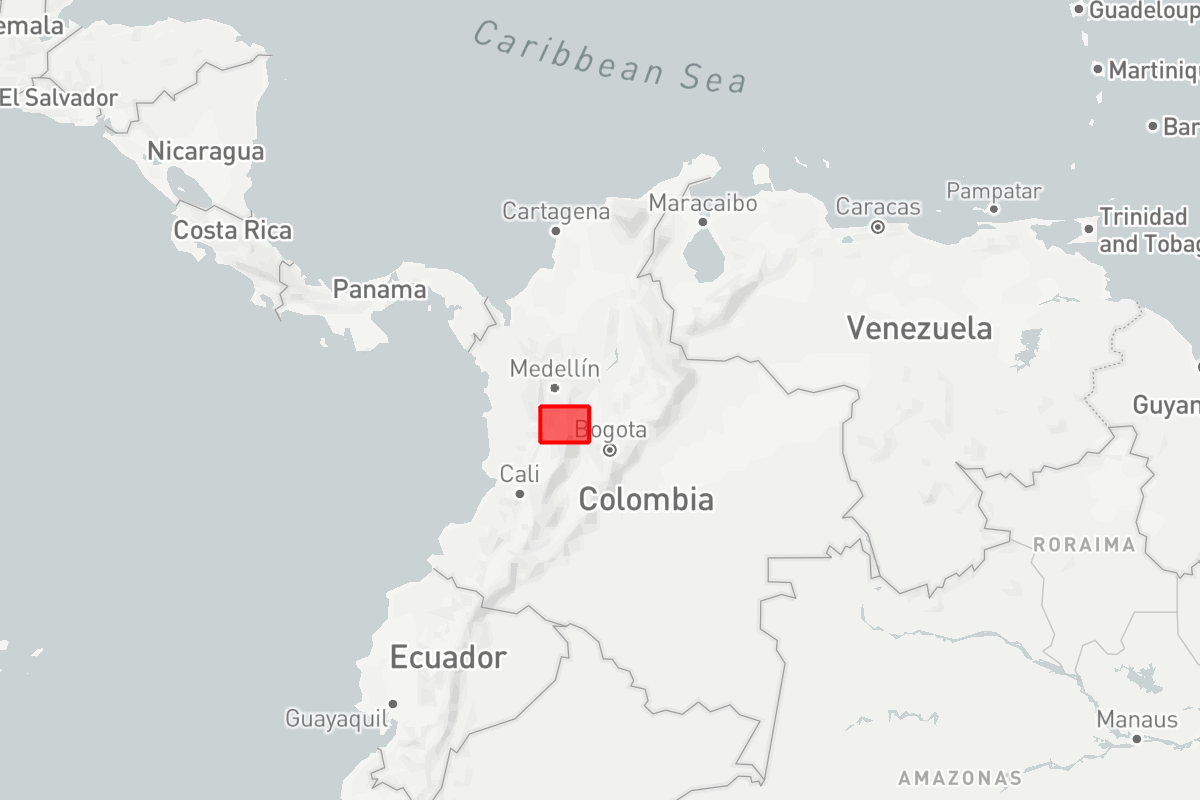 Guadeloup
emala
Caribbean Sea
Martiniqu
El Salvador
Bar
Nicaragua
Pampatar
Maracaibo
Caracas
Cartagena
Trinidad
and Tobag
Costa Rica
Panama
Venezuela
Medellín
Guyan
Bogota
Cali
Colombia
RORAIMA
Ecuador
Guayaquil
Manaus
AMAZONAS